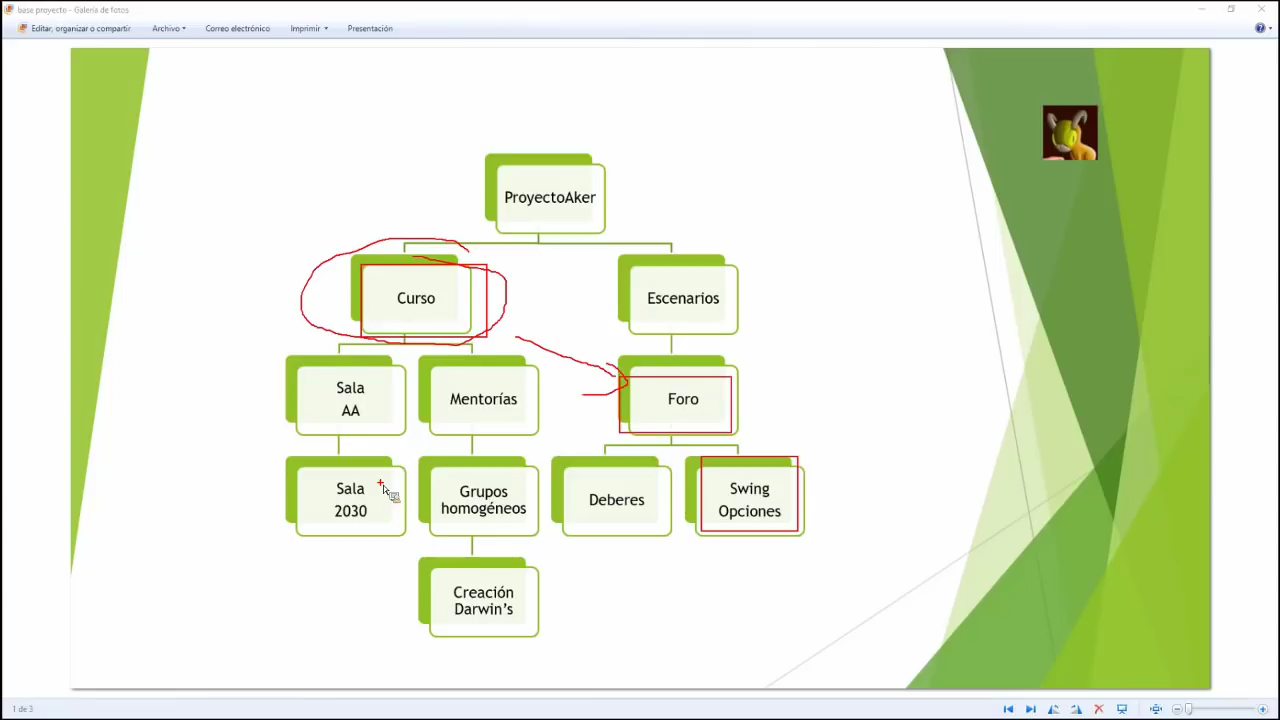 base proyecto - Galería de fotos
Editar, organizar o compartir
Archivo
Correo electrónico
Imprimir
Presentación
ProyectoAker
Curso
Escenarios
Sala
AA
Mentorías
Foro
Sala
2030
Grupos
homogéneos
Deberes
Swing
Opciones
Creación
Darwin's
1 de 3